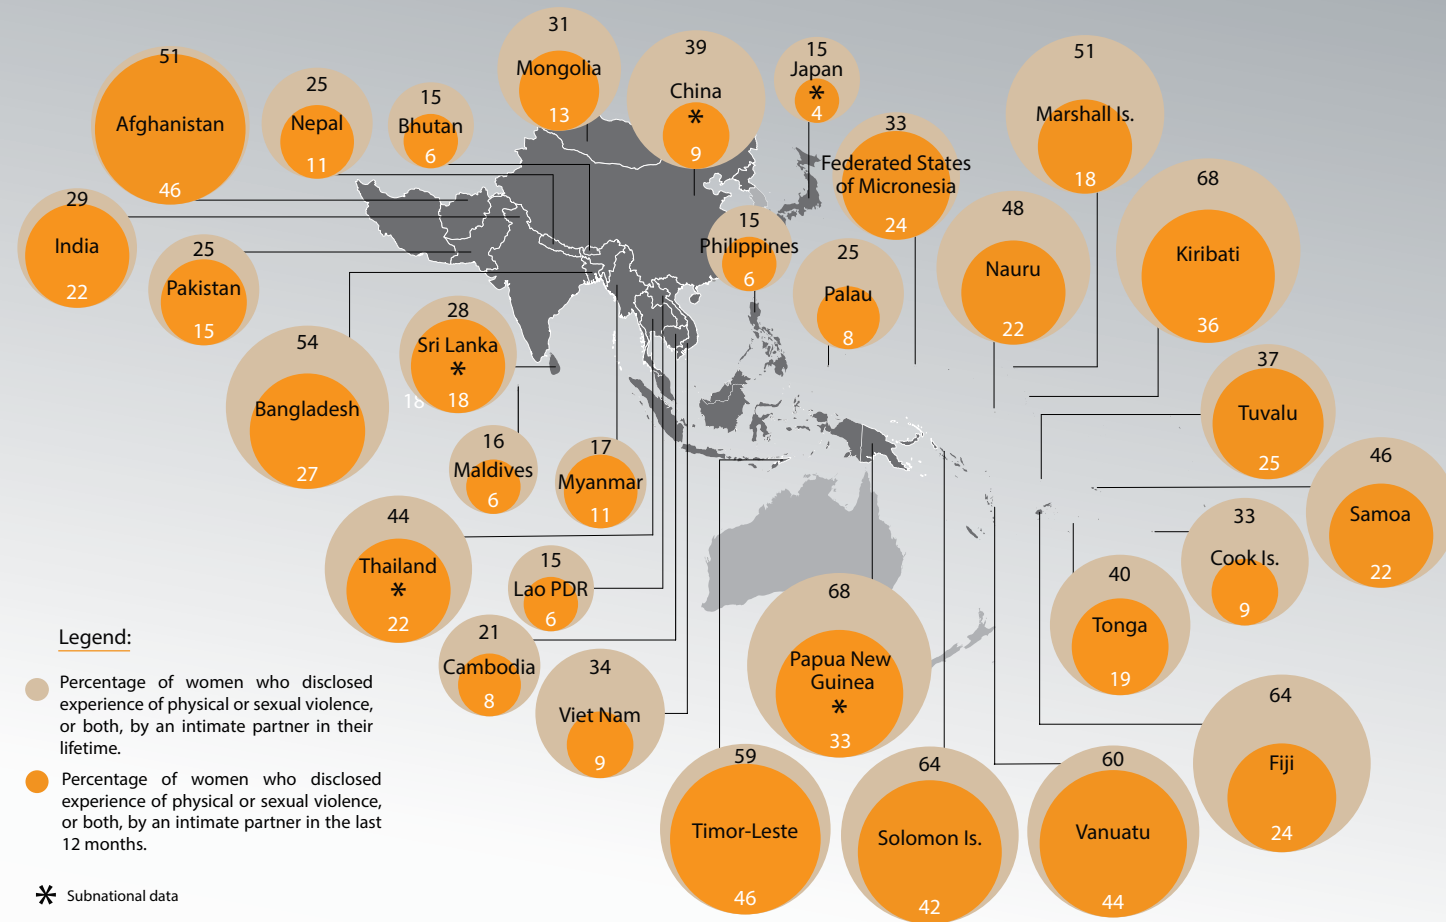 31
Mongolia
13
39
China
*
9
15
Japan
*
4
51
Afghanistan
46
25
Nepal
11
15
Bhutan
6
33
Federated States
of Micronesia
24
51
Marshall Is.
18
68
Kiribati
36
29
India
22
25
Pakistan
15
15
Philippines
6
25
Palau
8
48
Nauru
22
54
Bangladesh
27
28
Sri Lanka
*
18
18
37
Tuvalu
25
16
Maldives
6
17
Myanmar
11
46
Samoa
22
44
Thailand
*
22
15
Lao PDR
6
33
Cook Is.
9
40
Tonga
19
21
Cambodia
8
34
Viet Nam
9
68
Papua New
Guinea
*
33
59
Timor-Leste
46
64
Solomon Is.
42
60
Vanuatu
44
64
Fiji
24
Legend:
Percentage of women who disclosed
experience of physical or sexual violence,
or both, by an intimate partner in their
lifetime.
Percentage of women who disclosed
experience of physical or sexual violence,
or both, by an intimate partner in the last
12 months.
* Subnational data